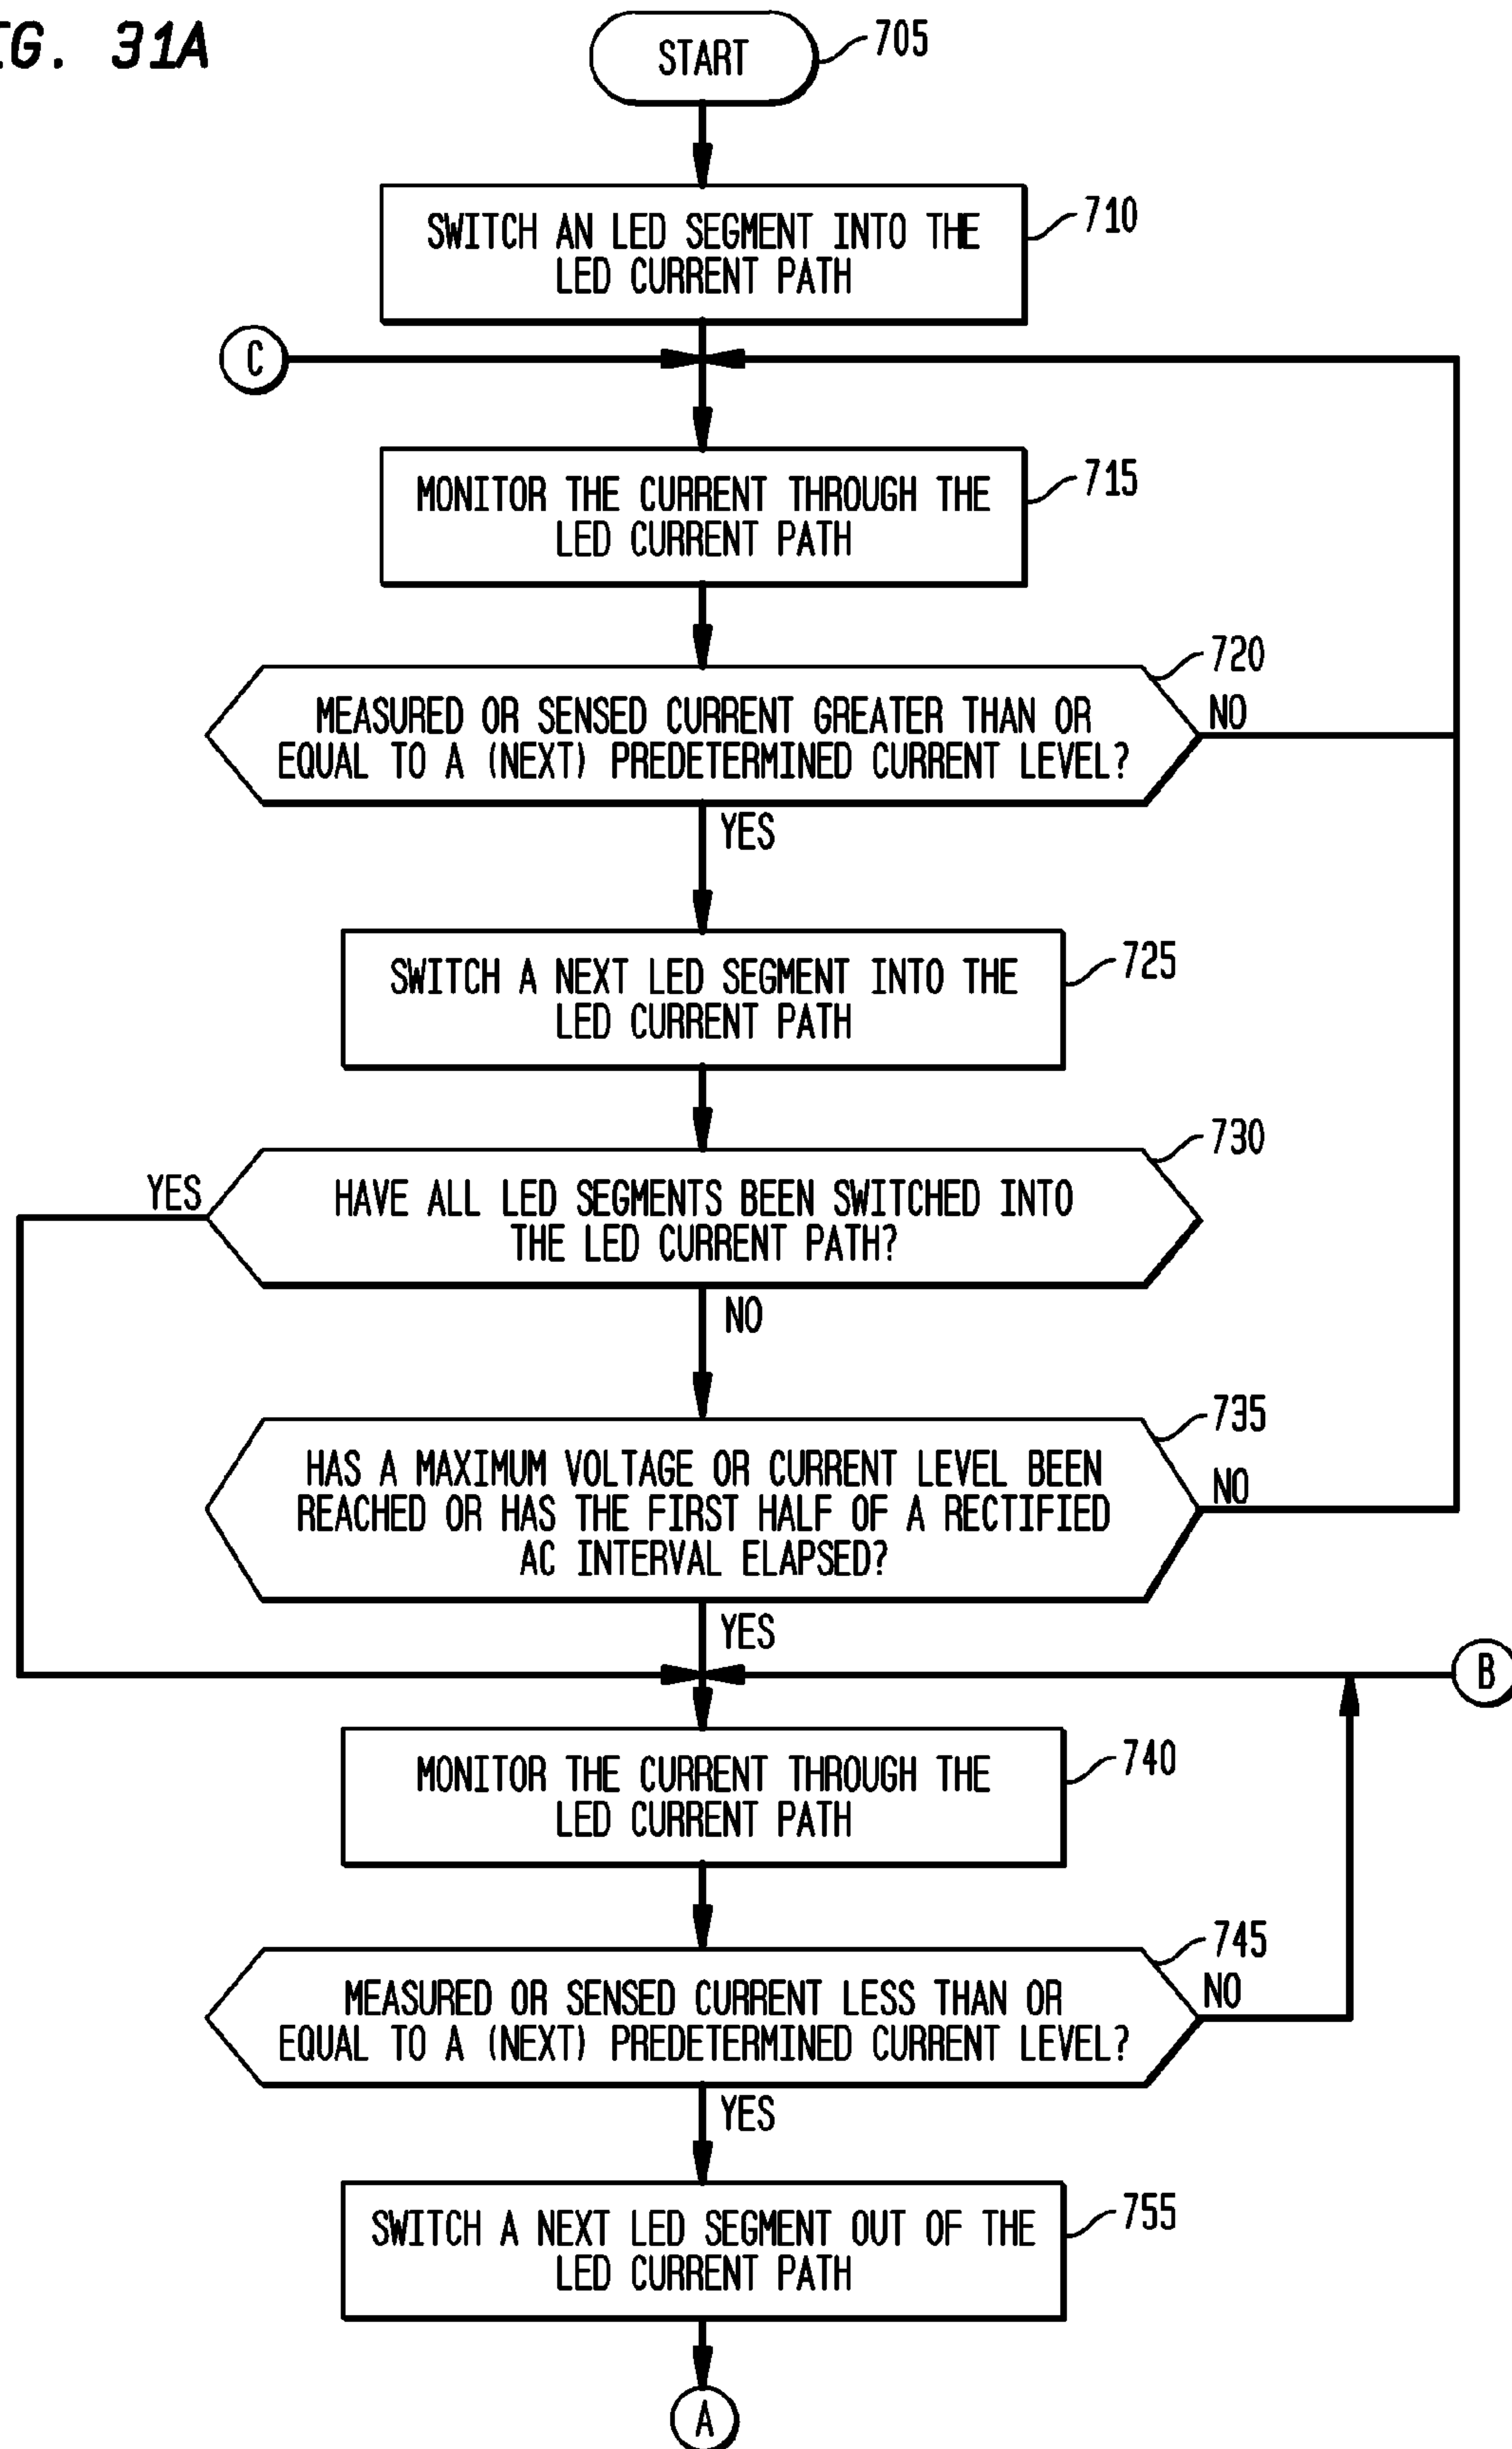 IG. 31A
START
705
SWITCH AN LED SEGMENT INTO THE
LED CURRENT PATH
710
C
MONITOR THE CURRENT THROUGH THE
LED CURRENT PATH
715
720
MEASURED OR SENSED CURRENT GREATER THAN OR
EQUAL TO A (NEXT) PREDETERMINED CURRENT LEVEL?
NO
YES
SWITCH A NEXT LED SEGMENT INTO THE
LED CURRENT PATH
725
730
YES
HAVE ALL LED SEGMENTS BEEN SWITCHED INTO
THE LED CURRENT PATH?
NO
735
HAS A MAXIMUM VOLTAGE OR CURRENT LEVEL BEEN
REACHED OR HAS THE FIRST HALF OF A RECTIFIED
AC INTERVAL ELAPSED?
NO
YES
B
MONITOR THE CURRENT THROUGH THE
LED CURRENT PATH
740
745
MEASURED OR SENSED CURRENT LESS THAN OR
EQUAL TO A (NEXT) PREDETERMINED CURRENT LEVEL?
NO
YES
SWITCH A NEXT LED SEGMENT OUT OF THE
LED CURRENT PATH
755
A